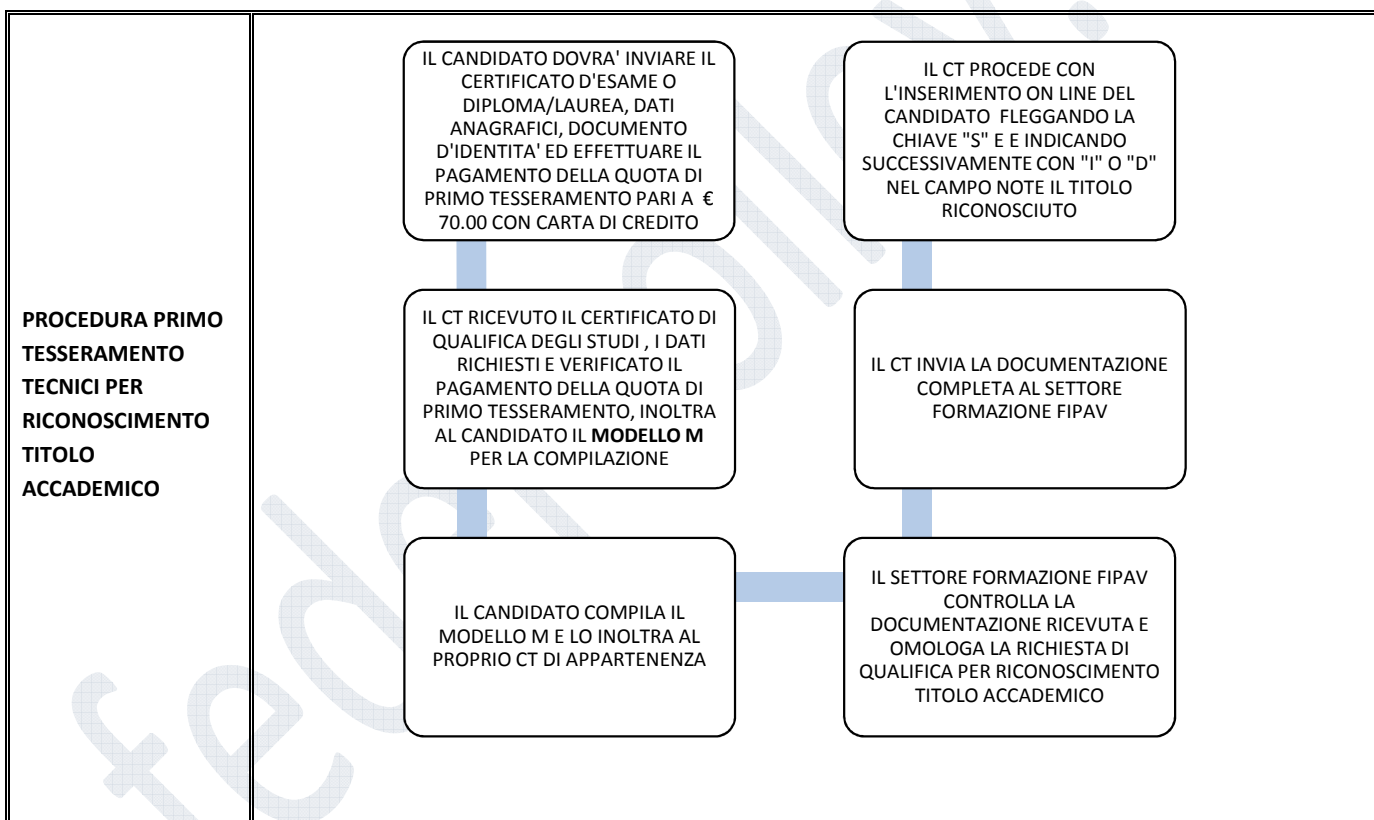 PROCEDURA PRIMO
TESSERAMENTO
TECNICI PER
RICONOSCIMENTO
TITOLO
ACCADEMICO
IL CANDIDATO DOVRA' INVIARE IL
CERTIFICATO D'ESAME O
DIPLOMA/LAUREA, DATI
ANAGRAFICI, DOCUMENTO
D'IDENTITA' ED EFFETTUARE IL
PAGAMENTO DELLA QUOTA DI
PRIMO TESSERAMENTO PARI A €
70.00 CON CARTA DI CREDITO
IL CT RICEVUTO IL CERTIFICATO DI
QUALIFICA DEGLI STUDI , I DATI
RICHIESTI E VERIFICATO IL
PAGAMENTO DELLA QUOTA DI
PRIMO TESSERAMENTO, INOLTRA
AL CANDIDATO IL MODELLO M
PER LA COMPILAZIONE
IL CANDIDATO COMPILA IL
MODELLO M E LO INOLTRA AL
PROPRIO CT DI APPARTENENZA
IL SETTORE FORMAZIONE FIPAV
CONTROLLA LA
DOCUMENTAZIONE RICEVUTA E
OMOLOGA LA RICHIESTA DI
QUALIFICA PER RICONOSCIMENTO
TITOLO ACCADEMICO
IL CT INVIA LA DOCUMENTAZIONE
COMPLETA AL SETTORE
FORMAZIONE FIPAV
IL CT PROCEDE CON
L'INSERIMENTO ON LINE DEL
CANDIDATO FLEGGANDO LA
CHIAVE "S" E E INDICANDO
SUCCESSIVAMENTE CON "I" O "D"
NEL CAMPO NOTE IL TITOLO
RICONOSCIUTO